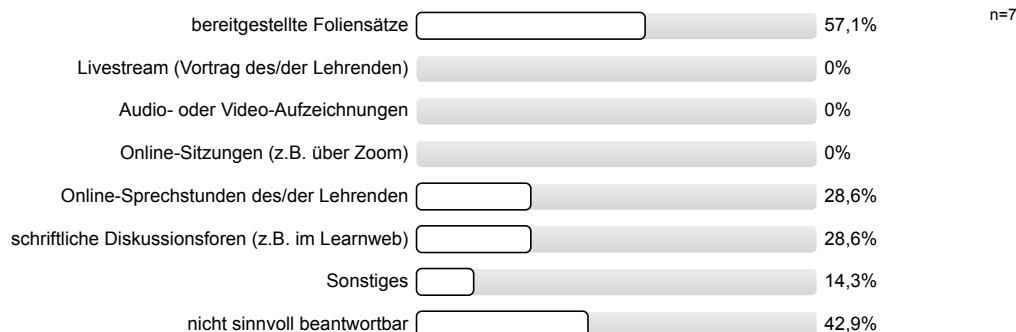 bereitgestellte Foliensätze 57,1% n=7
Livestream (Vortrag des/der Lehrenden) 0%
Audio- oder Video-Aufzeichnungen 0%
Online-Sitzungen (z.B. über Zoom) 0%
Online-Sprechstunden des/der Lehrenden 28,6%
schriftliche Diskussionsforen (z.B. im Learnweb) 28,6%
Sonstiges 14,3%
nicht sinnvoll beantwortbar 42,9%